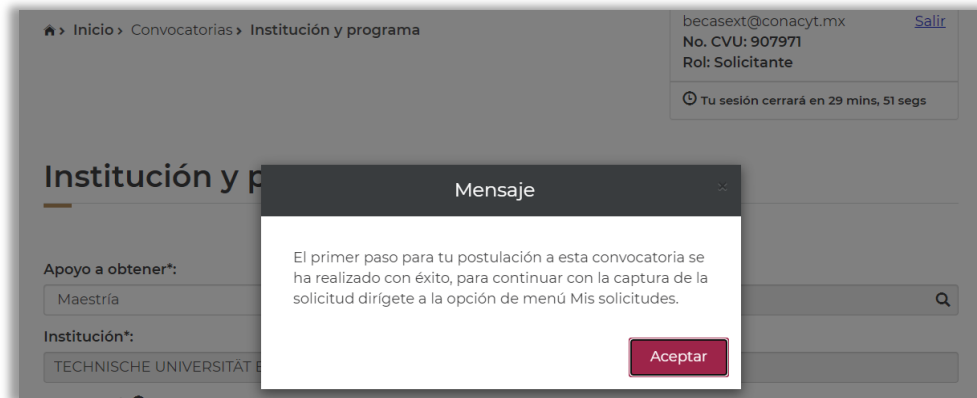 Inicio › Convocatorias › Institución y programa
becasext@conacyt.mx Salir
No. CVU: 907971
Rol: Solicitante
Tu sesión cerrará en 29 mins, 51 segs
Institución y p
Mensaje ×
El primer paso para tu postulación a esta convocatoria se
ha realizado con éxito, para continuar con la captura de la
solicitud dirígete a la opción de menú Mis solicitudes.
Aceptar
Apoyo a obtener*:
Maestría
Institución*:
TECHNISCHE UNIVERSITÄT